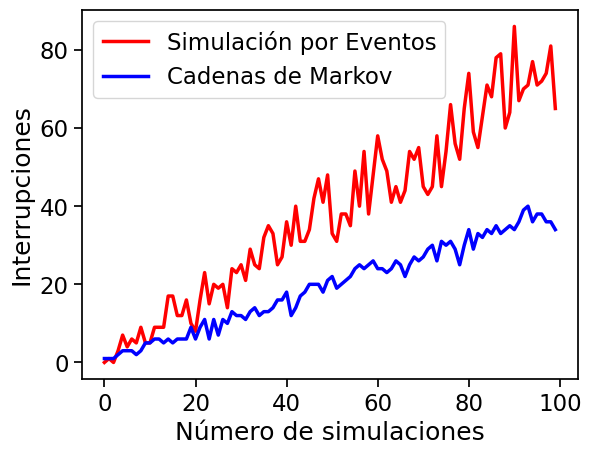 Simulación por Eventos
Cadenas de Markov
Interrupciones
80
60
40
20
0
0 20 40 60 80 100
Número de simulaciones